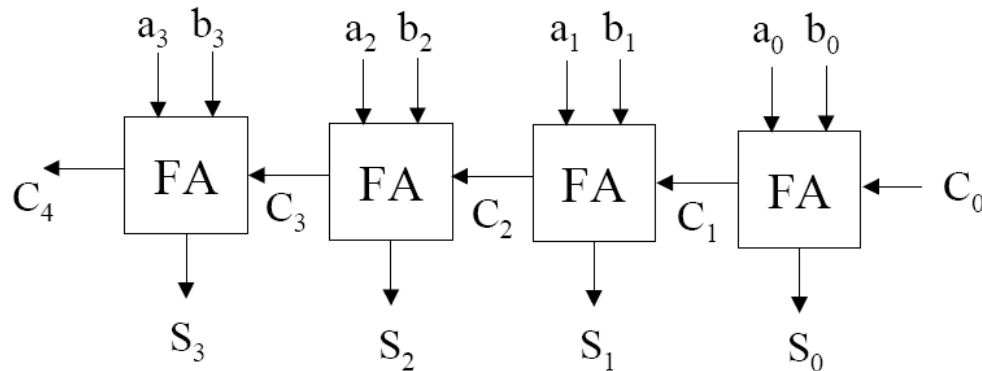 a₃ b₃ a₂ b₂ a₁ b₁ a₀ b₀
FA FA FA FA
C₄ C₃ C₂ C₁ C₀
S₃ S₂ S₁ S₀